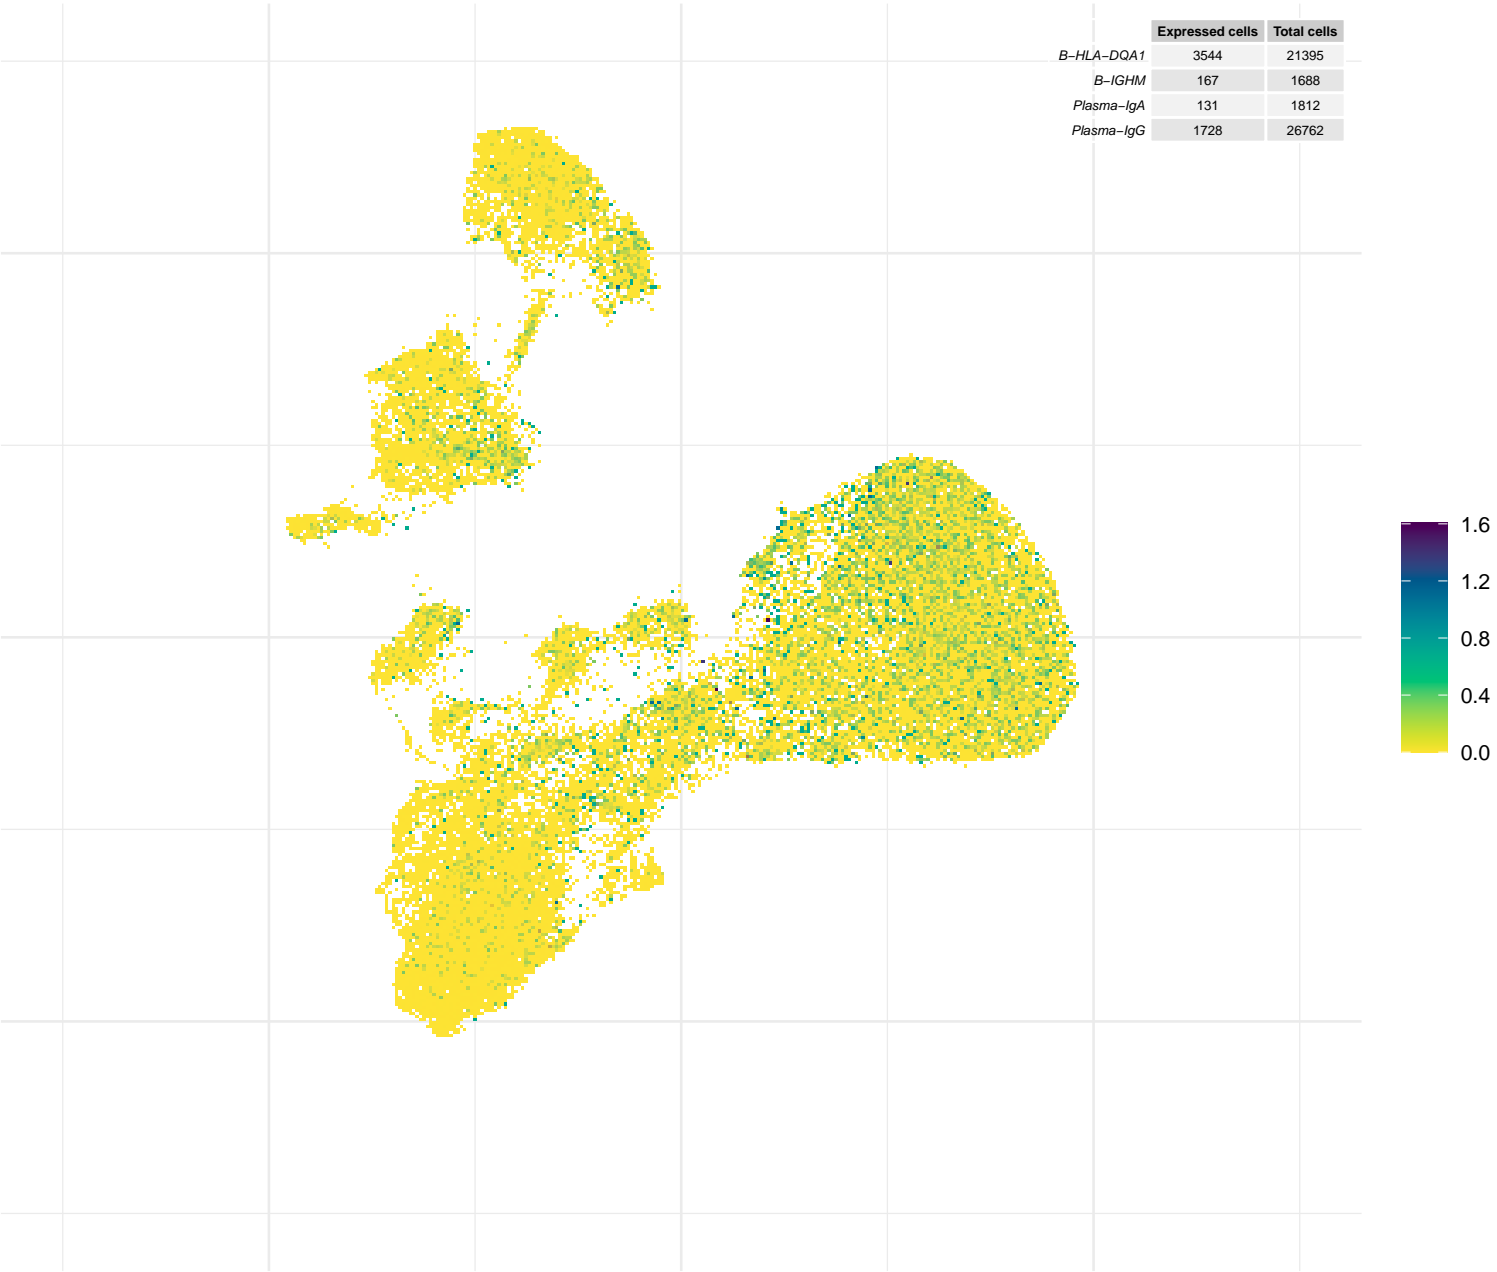 Expressed cells Total cells
B–HLA–DQA1 3544 21395
B–IGHM 167 1688
Plasma–IgA 131 1812
Plasma–IgG 1728 26762
1.6
1.2
0.8
0.4
0.0